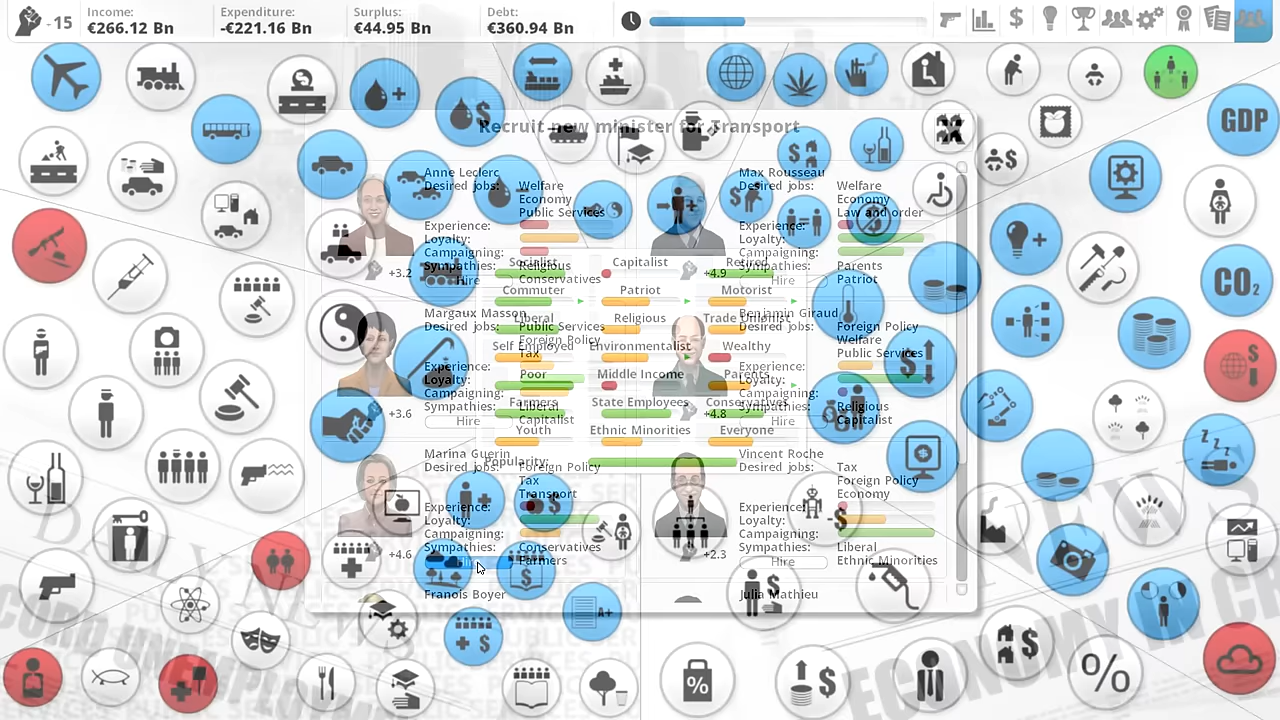 -15
Income:
€266.12 Bn
Expenditure:
-€221.16 Bn
Surplus:
€44.95 Bn
Debt:
€360.94 Bn
Recruit new minister for Transport
Anne Leclerc
Desired jobs:
Welfare
Economy
Public Services
Experience:
Loyalty:
Campaigning:
Sympathies:
Religious
Conservatives
+3.2
Hire
Max Rousseau
Desired jobs:
Welfare
Economy
Law and order
Experience:
Loyalty:
Campaigning:
Sympathies:
Parents
Patriot
+4.9
Hire
Socialist
Capitalist
Retired
Commuter
Patriot
Motorist
Liberal
Religious
Trade Unionist
Self Employed
Environmentalist
Wealthy
Poor
Middle Income
Parents
Farmers
State Employees
Conservatives
Youth
Ethnic Minorities
Everyone
Popularity:
Margaux Masson
Desired jobs:
Public Services
Foreign Policy
Tax
Experience:
Loyalty:
Campaigning:
Sympathies:
Liberal
Capitalist
+3.6
Hire
Benjamin Giraud
Desired jobs:
Foreign Policy
Welfare
Public Services
Experience:
Loyalty:
Campaigning:
Sympathies:
Religious
Capitalist
+4.8
Hire
Marina Guerin
Desired jobs:
Foreign Policy
Tax
Transport
Experience:
Loyalty:
Campaigning:
Sympathies:
Conservatives
Farmers
+4.6
Hire
Vincent Roche
Desired jobs:
Tax
Foreign Policy
Economy
Experience:
Loyalty:
Campaigning:
Sympathies:
Liberal
Ethnic Minorities
+2.3
Hire
Franois Boyer
Julia Mathieu
GDP
CO₂
A+
NEWS
ECONOMY IN